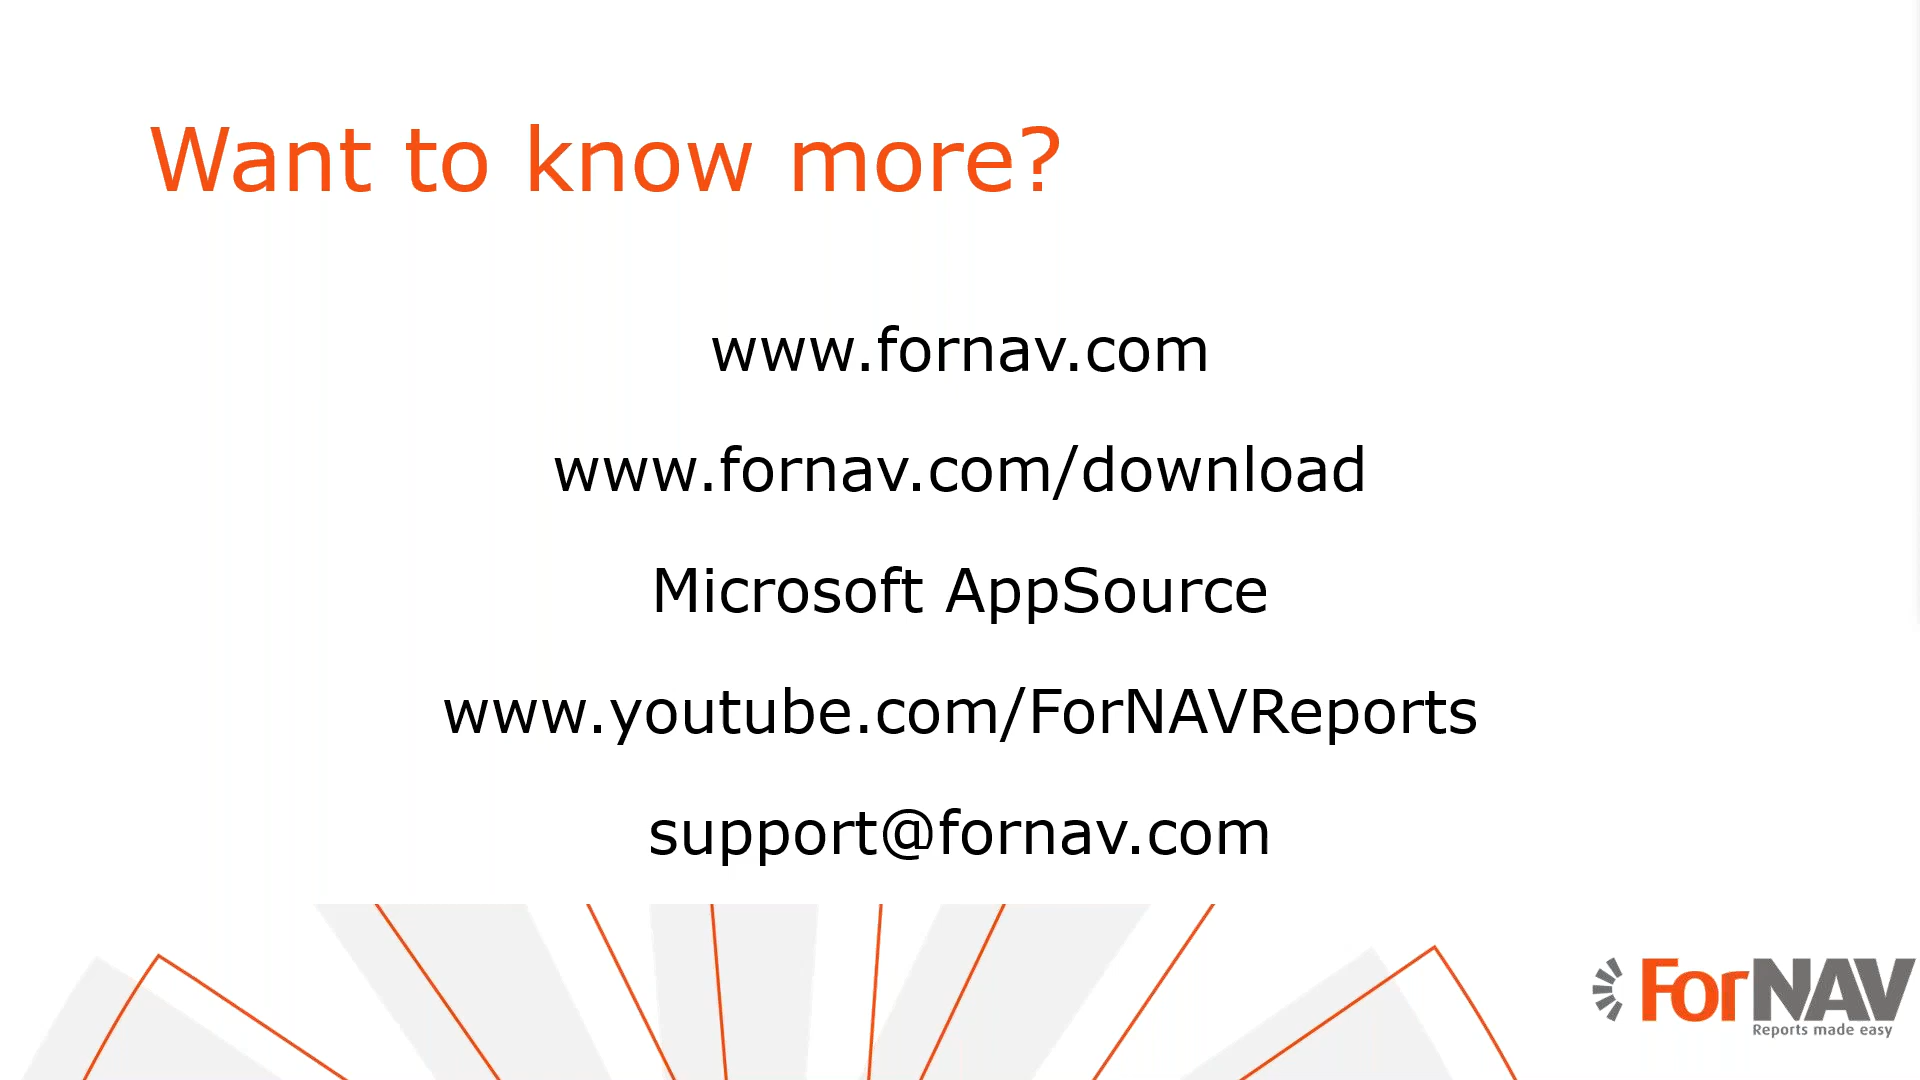 Want to know more?
www.fornav.com
www.fornav.com/download
Microsoft AppSource
www.youtube.com/ForNAVReports
support@fornav.com
ForNAV
Reports made easy